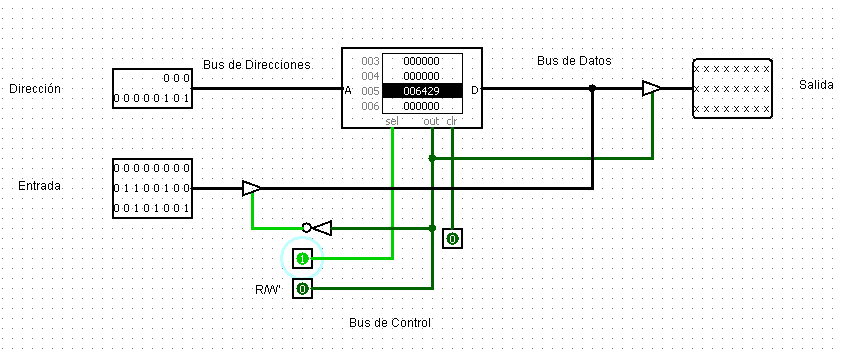 Dirección
0 0 0
0 0 0 0 0 1 0 1
Bus de Direcciones
003 000000
004 000000
005 006429
006 000000
A
D
sel out clr
Bus de Datos
x x x x x x x x
x x x x x x x x
x x x x x x x x
Salida
Entrada
0 0 0 0 0 0 0 0
0 1 1 0 0 1 0 0
0 0 1 0 1 0 0 1
0
1
R/W'
0
Bus de Control